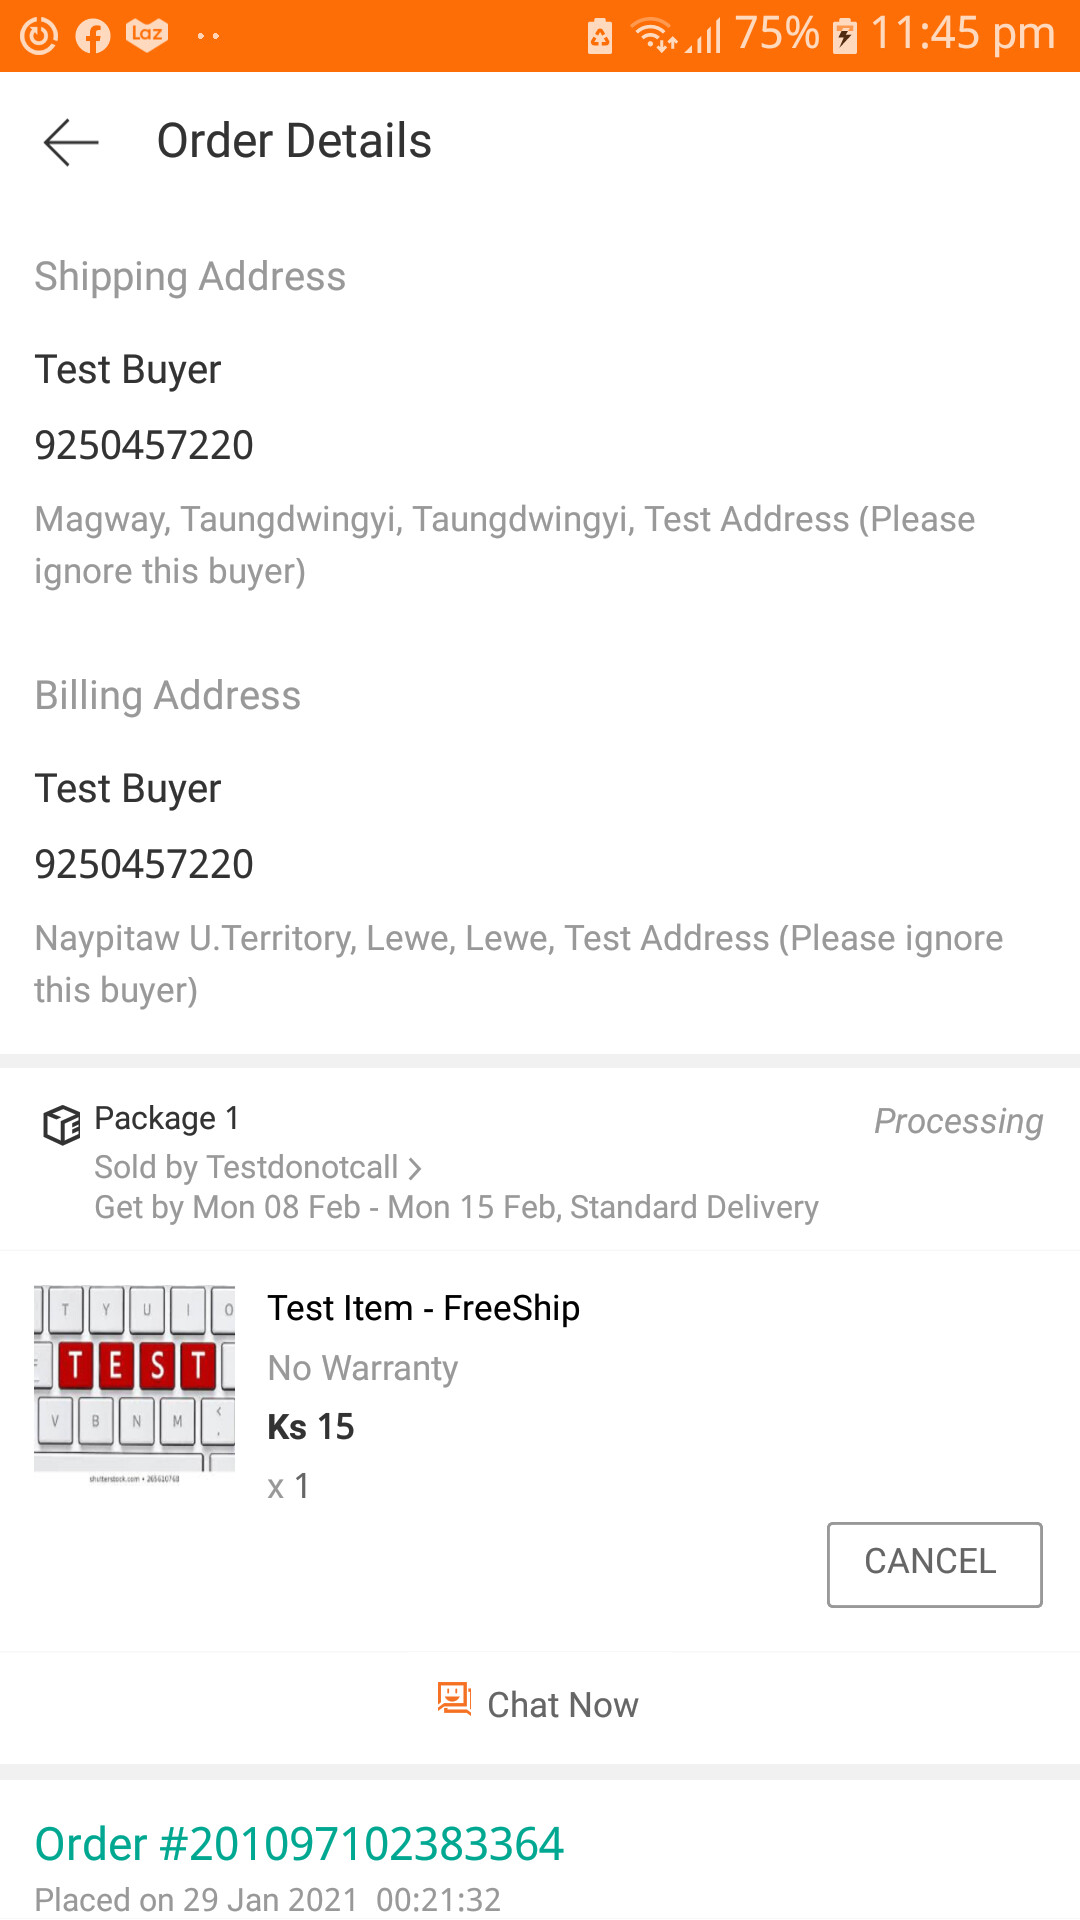 Laz
75% 11:45 pm
Order Details
Shipping Address
Test Buyer
9250457220
Magway, Taungdwingyi, Taungdwingyi, Test Address (Please
ignore this buyer)
Billing Address
Test Buyer
9250457220
Naypitaw U.Territory, Lewe, Lewe, Test Address (Please ignore
this buyer)
Package 1
Processing
Sold by Testdonotcall >
Get by Mon 08 Feb - Mon 15 Feb, Standard Delivery
T Y U I O
T E S T
V B N M <
shutterstock.com • 265610768
Test Item - FreeShip
No Warranty
Ks 15
x 1
CANCEL
Chat Now
Order #201097102383364
Placed on 29 Jan 2021 00:21:32